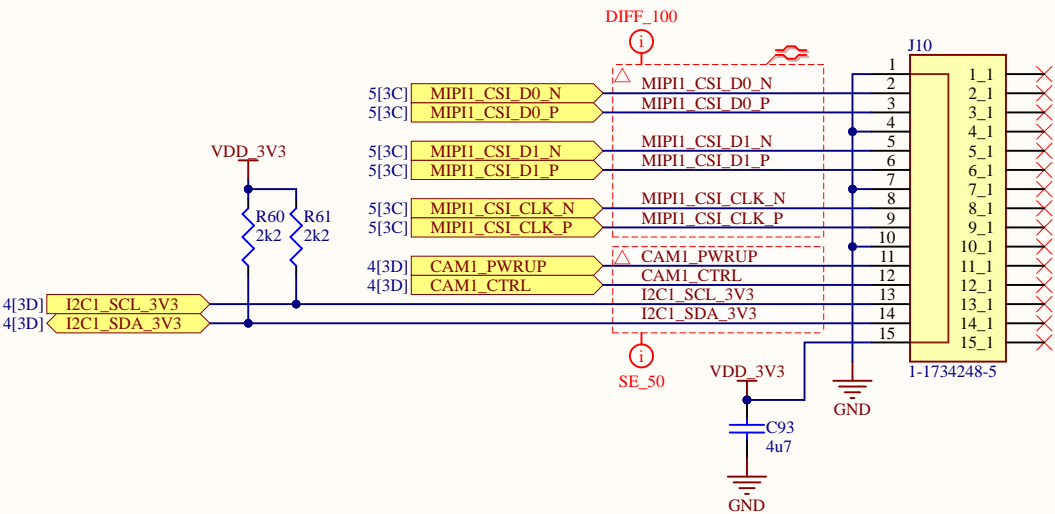 DIFF_100
i
J10
1 1_1
MIPI1_CSI_D0_N 2 2_1
5[3C] MIPI1_CSI_D0_N
MIPI1_CSI_D0_P 3 3_1
5[3C] MIPI1_CSI_D0_P
4 4_1
MIPI1_CSI_D1_N 5 5_1
5[3C] MIPI1_CSI_D1_N
VDD_3V3
MIPI1_CSI_D1_P 6 6_1
5[3C] MIPI1_CSI_D1_P
7 7_1
MIPI1_CSI_CLK_N 8 8_1
5[3C] MIPI1_CSI_CLK_N
R60 R61
MIPI1_CSI_CLK_P 9 9_1
5[3C] MIPI1_CSI_CLK_P
2k2 2k2
10 10_1
CAM1_PWRUP 11 11_1
4[3D] CAM1_PWRUP
CAM1_CTRL 12 12_1
4[3D] CAM1_CTRL
I2C1_SCL_3V3 13 13_1
4[3D] I2C1_SCL_3V3
I2C1_SDA_3V3 14 14_1
4[3D] I2C1_SDA_3V3
15 15_1
i
SE_50
VDD_3V3
1-1734248-5
GND
C93
4u7
GND